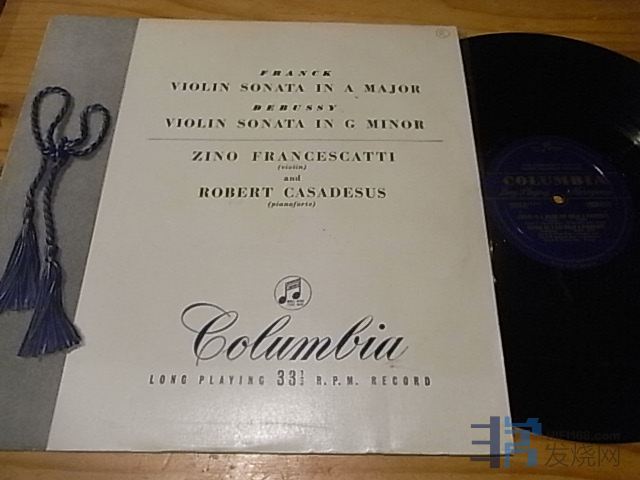 FRANCK
VIOLIN SONATA IN A MAJOR
DEBUSSY
VIOLIN SONATA IN G MINOR
ZINO FRANCESCATTI
(violin)
and
ROBERT CASADESUS
(pianoforte)
Columbia
LONG PLAYING 33⅓ R.P.M. RECORD
COLUMBIA
发烧网